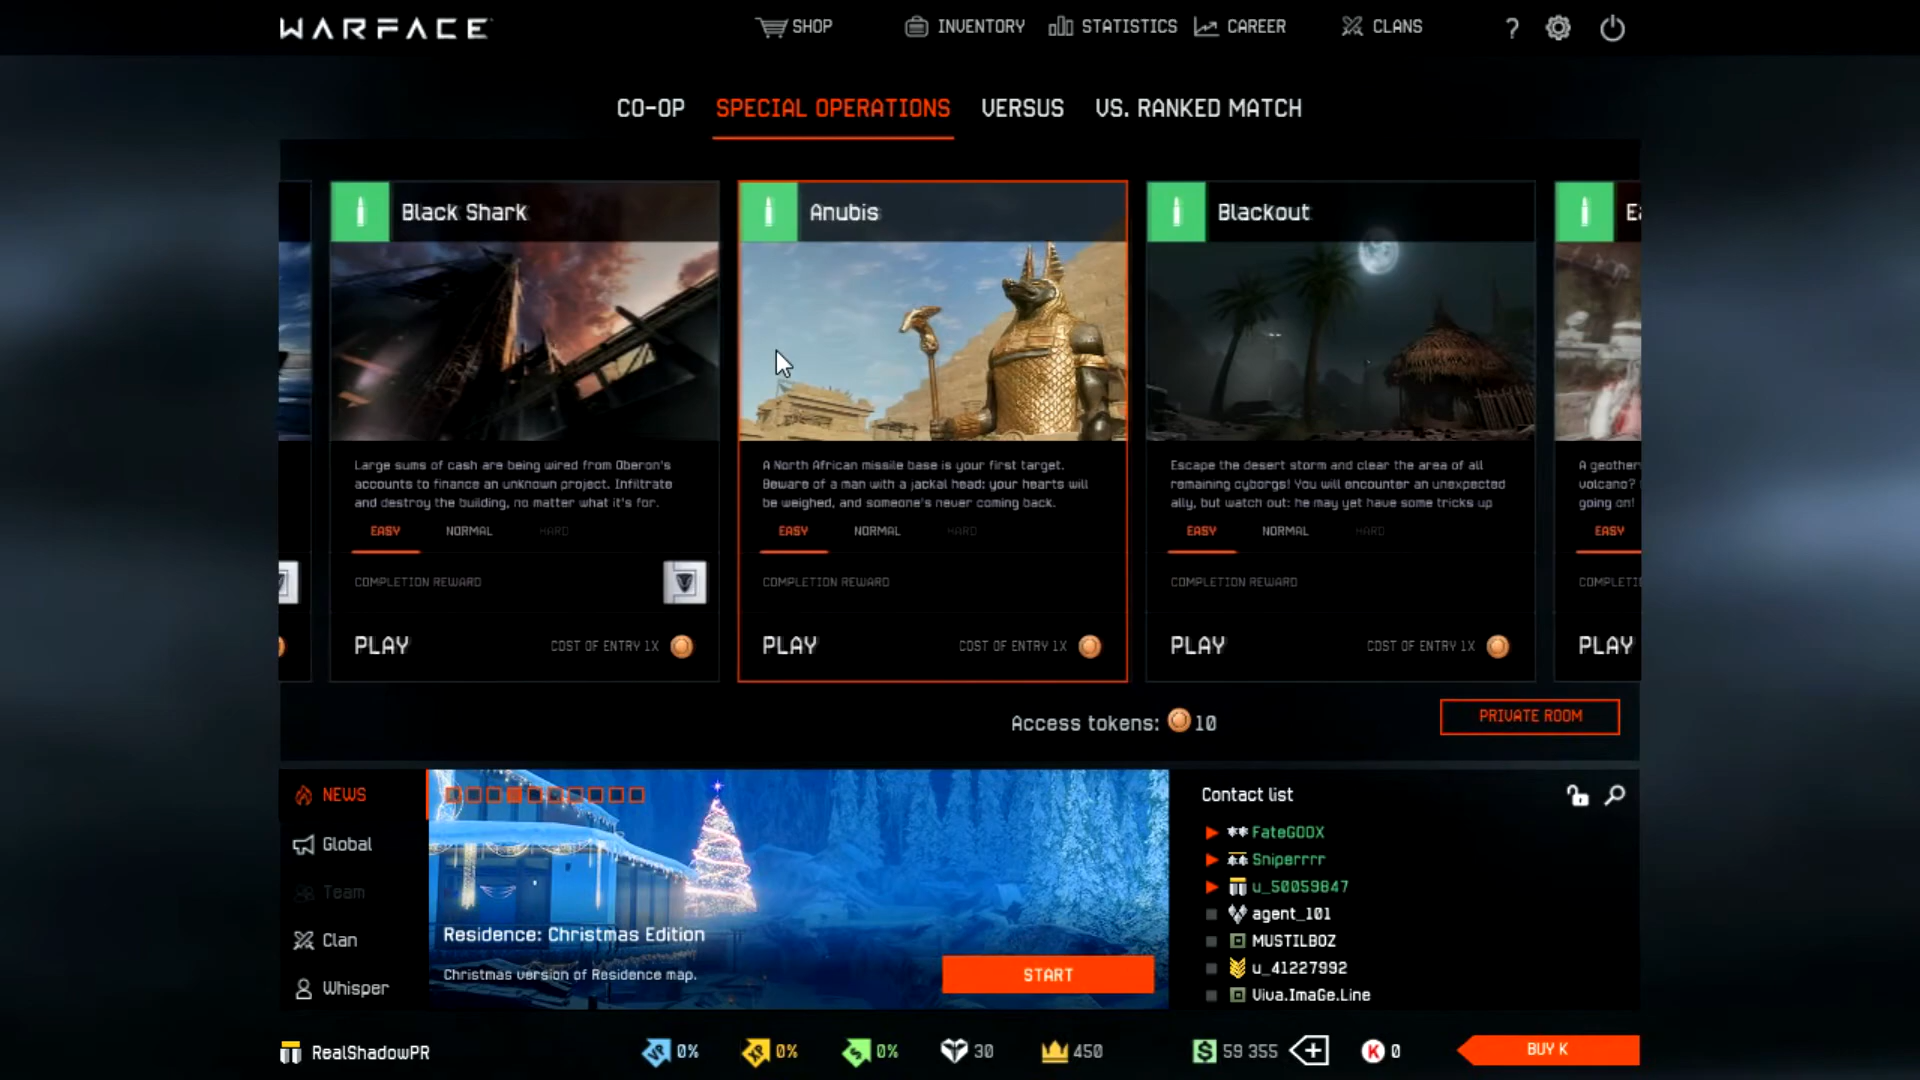 WARFACE
SHOP
INVENTORY
STATISTICS
CAREER
CLANS
?
CO-OP
SPECIAL OPERATIONS
VERSUS
VS. RANKED MATCH
Black Shark
Large sums of cash are being wired from Oberon's
accounts to finance an unknown project. Infiltrate
and destroy the building, no matter what it's for.
EASY NORMAL HARD
COMPLETION REWARD
PLAY
COST OF ENTRY 1X
Anubis
A North African missile base is your first target.
Beware of a man with a jackal head: your hearts will
be weighed, and someone's never coming back.
EASY NORMAL HARD
COMPLETION REWARD
PLAY
COST OF ENTRY 1X
Blackout
Escape the desert storm and clear the area of all
remaining cyborgs! You will encounter an unexpected
ally, but watch out: he may yet have some tricks up
EASY NORMAL HARD
COMPLETION REWARD
PLAY
COST OF ENTRY 1X
A
volcano?
going on!
EASY
PLAY
Access tokens: 10
PRIVATE ROOM
NEWS
Global
Team
Clan
Whisper
Residence: Christmas Edition
Christmas version of Residence map.
START
Contact list
FateGOOX
Sniperrrr
u_50059847
agent_101
MUSTILBOZ
u_41227992
Viva.ImaGe.Line
RealShadowPR
0%
0%
0%
30
450
59 355
K 0
BUY K